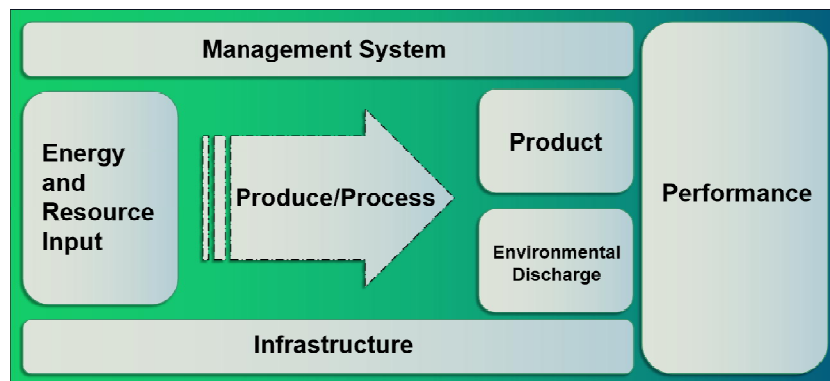 Management System
Energy
and
Resource
Input
Produce/Process
Product
Environmental
Discharge
Performance
Infrastructure